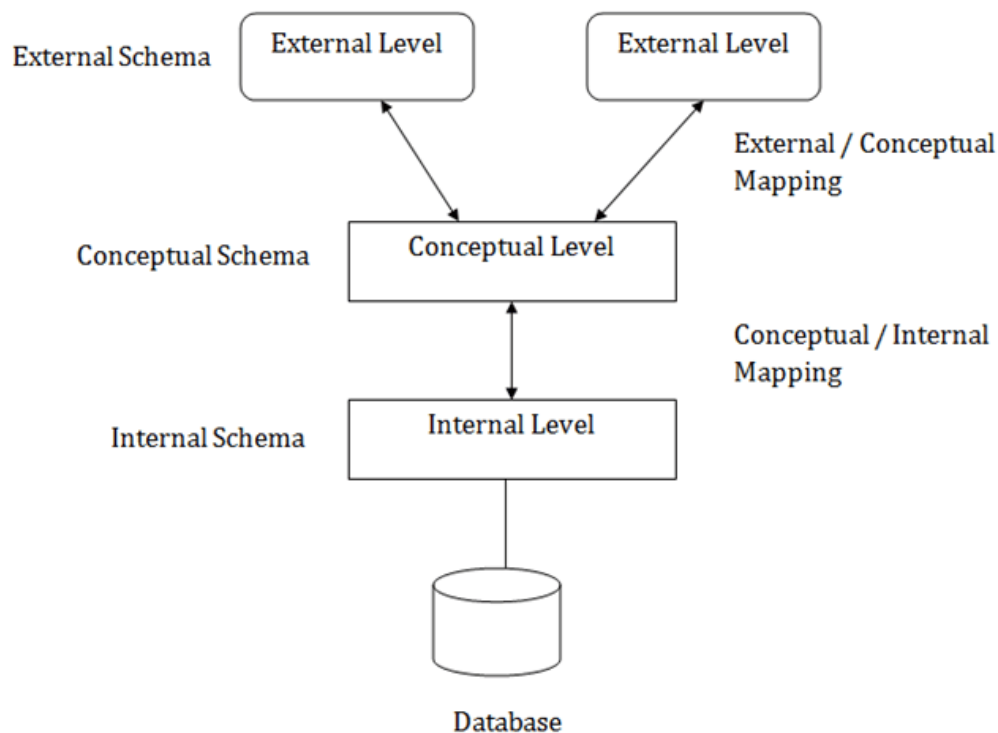 External Schema
External Level
External Level
External / Conceptual
Mapping
Conceptual Schema
Conceptual Level
Conceptual / Internal
Mapping
Internal Schema
Internal Level
Database